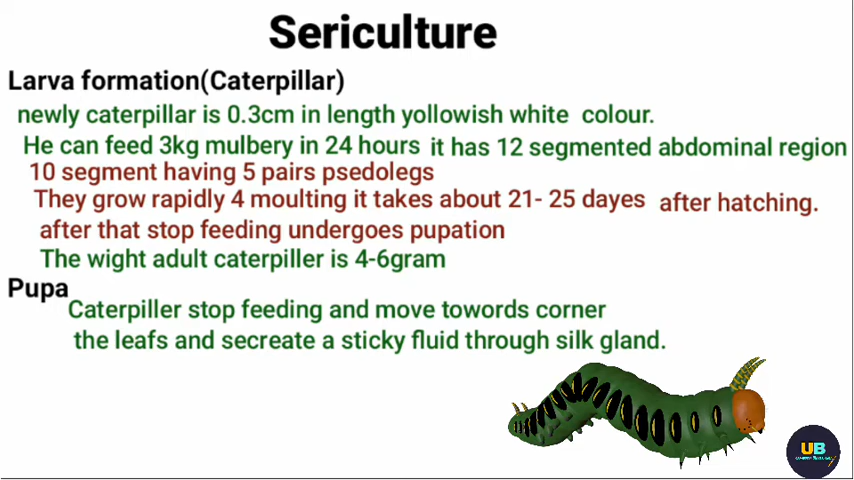 Sericulture
Larva formation(Caterpillar)
newly caterpillar is 0.3cm in length yollowish white colour.
He can feed 3kg mulbery in 24 hours it has 12 segmented abdominal region
10 segment having 5 pairs psedolegs
They grow rapidly 4 moulting it takes about 21- 25 dayes after hatching.
after that stop feeding undergoes pupation
The wight adult caterpiller is 4-6gram
Pupa
Caterpiller stop feeding and move towords corner
the leafs and secreate a sticky fluid through silk gland.
UB